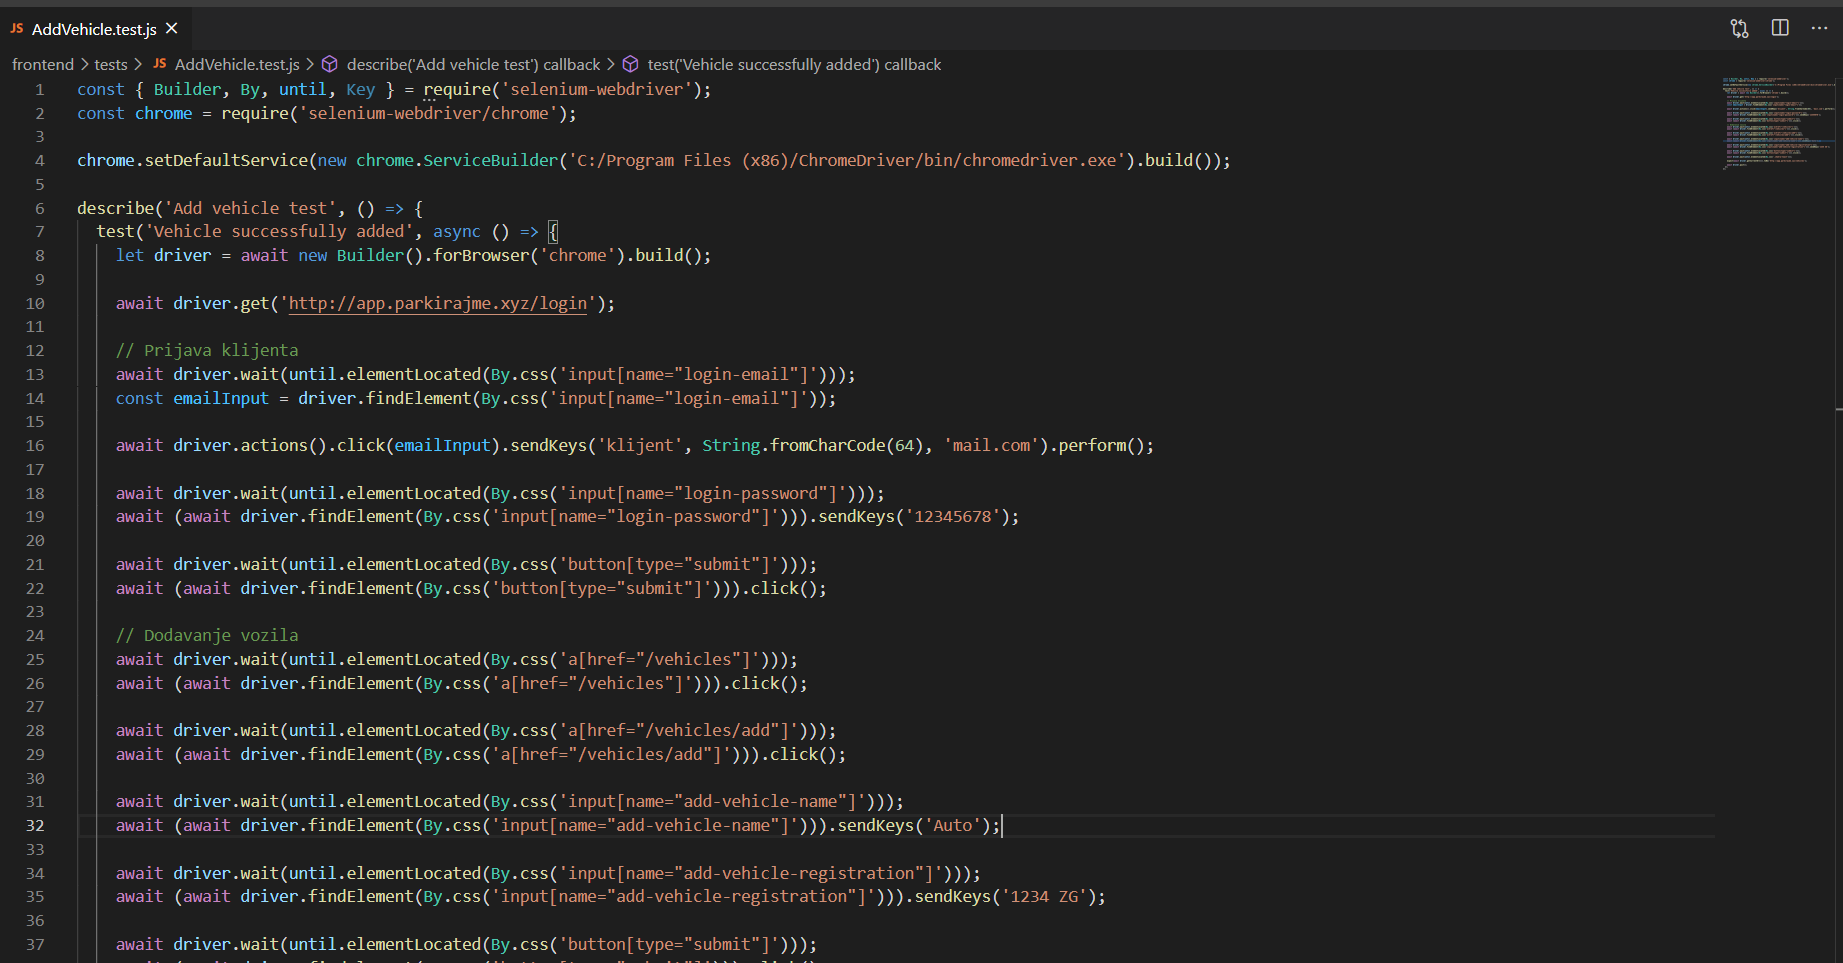 JS AddVehicle.test.js
frontend > tests > JS AddVehicle.test.js > describe('Add vehicle test') callback > test('Vehicle successfully added') callback
1 const { Builder, By, until, Key } = require('selenium-webdriver');
2 const chrome = require('selenium-webdriver/chrome');
3
4 chrome.setDefaultService(new chrome.ServiceBuilder('C:/Program Files (x86)/ChromeDriver/bin/chromedriver.exe').build());
5
6 describe('Add vehicle test', () => {
7   test('Vehicle successfully added', async () => {
8     let driver = await new Builder().forBrowser('chrome').build();
9
10     await driver.get('http://app.parkirajme.xyz/login');
11
12     // Prijava klijenta
13     await driver.wait(until.elementLocated(By.css('input[name="login-email"]')));
14     const emailInput = driver.findElement(By.css('input[name="login-email"]'));
15
16     await driver.actions().click(emailInput).sendKeys('klijent', String.fromCharCode(64), 'mail.com').perform();
17
18     await driver.wait(until.elementLocated(By.css('input[name="login-password"]')));
19     await (await driver.findElement(By.css('input[name="login-password"]'))).sendKeys('12345678');
20
21     await driver.wait(until.elementLocated(By.css('button[type="submit"]')));
22     await (await driver.findElement(By.css('button[type="submit"]'))).click();
23
24     // Dodavanje vozila
25     await driver.wait(until.elementLocated(By.css('a[href="/vehicles"]')));
26     await (await driver.findElement(By.css('a[href="/vehicles"]'))).click();
27
28     await driver.wait(until.elementLocated(By.css('a[href="/vehicles/add"]')));
29     await (await driver.findElement(By.css('a[href="/vehicles/add"]'))).click();
30
31     await driver.wait(until.elementLocated(By.css('input[name="add-vehicle-name"]')));
32     await (await driver.findElement(By.css('input[name="add-vehicle-name"]'))).sendKeys('Auto');
33
34     await driver.wait(until.elementLocated(By.css('input[name="add-vehicle-registration"]')));
35     await (await driver.findElement(By.css('input[name="add-vehicle-registration"]'))).sendKeys('1234 ZG');
36
37     await driver.wait(until.elementLocated(By.css('button[type="submit"]')));